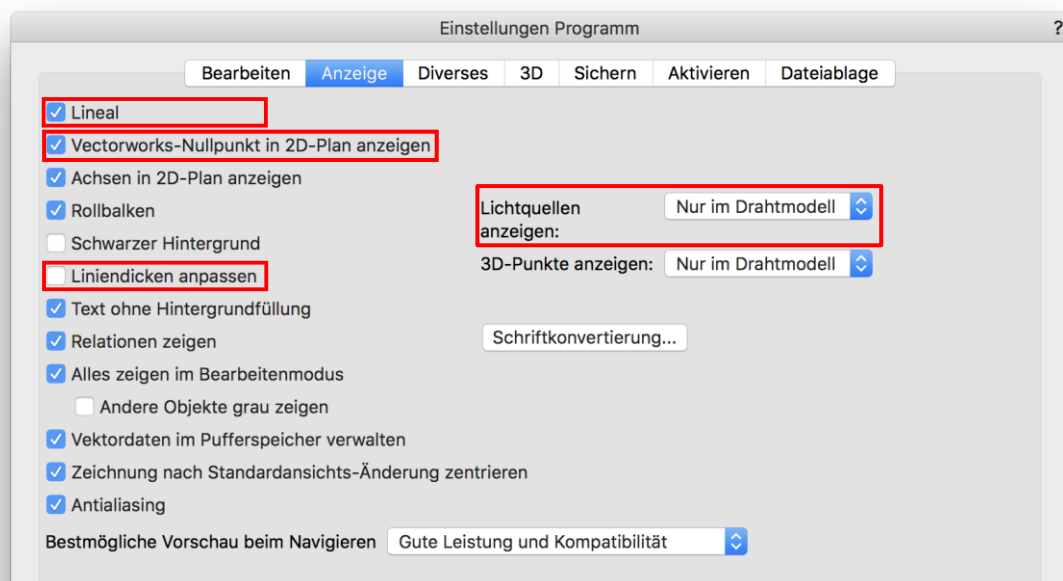 Einstellungen Programm
?
Bearbeiten Anzeige Diverses 3D Sichern Aktivieren Dateiablage
Lineal
Vectorworks-Nullpunkt in 2D-Plan anzeigen
Achsen in 2D-Plan anzeigen
Rollbalken
Schwarzer Hintergrund
Liniendicken anpassen
Text ohne Hintergrundfüllung
Relationen zeigen
Alles zeigen im Bearbeitenmodus
Andere Objekte grau zeigen
Vektordaten im Pufferspeicher verwalten
Zeichnung nach Standardansichts-Änderung zentrieren
Antialiasing
Bestmögliche Vorschau beim Navigieren Gute Leistung und Kompatibilität
Lichtquellen
anzeigen:
Nur im Drahtmodell
3D-Punkte anzeigen: Nur im Drahtmodell
Schriftkonvertierung...